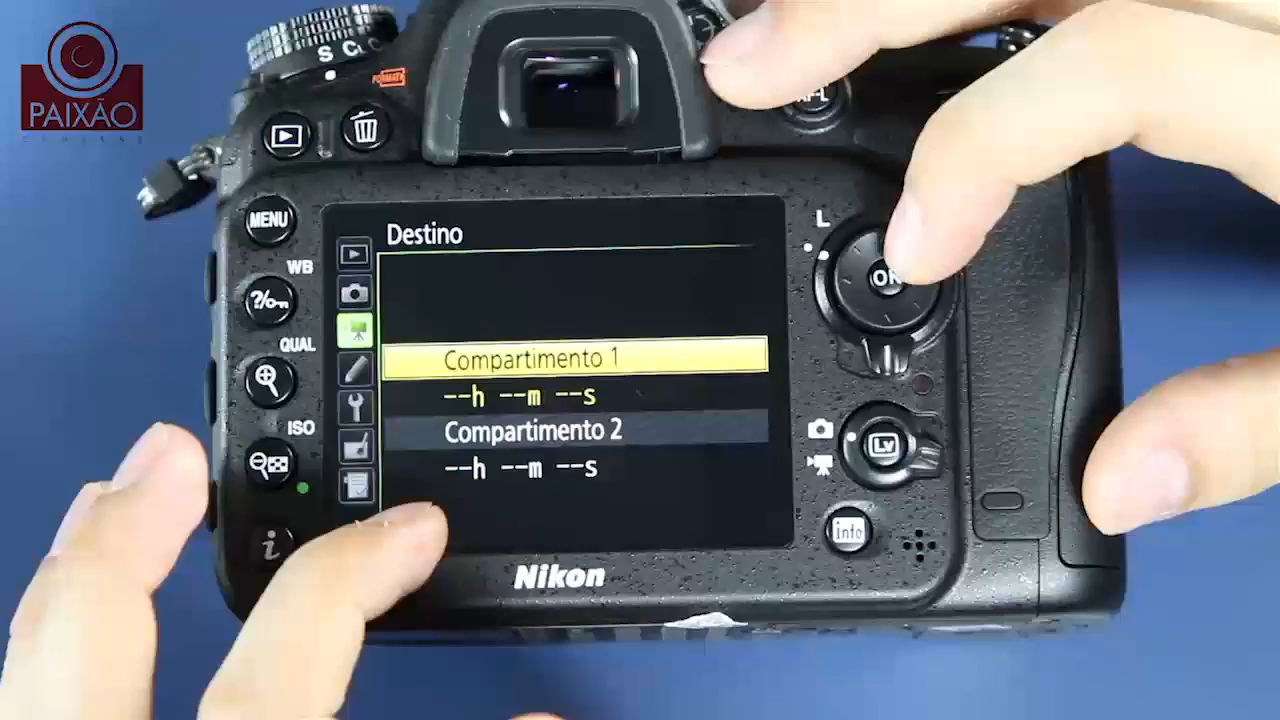 PAIXÃO
S
FORMAT
AF-L
MENU
WB
?/
QUAL
ISO
i
Destino
Compartimento 1
--h --m --s
Compartimento 2
--h --m --s
L
OK
Lv
info
Nikon